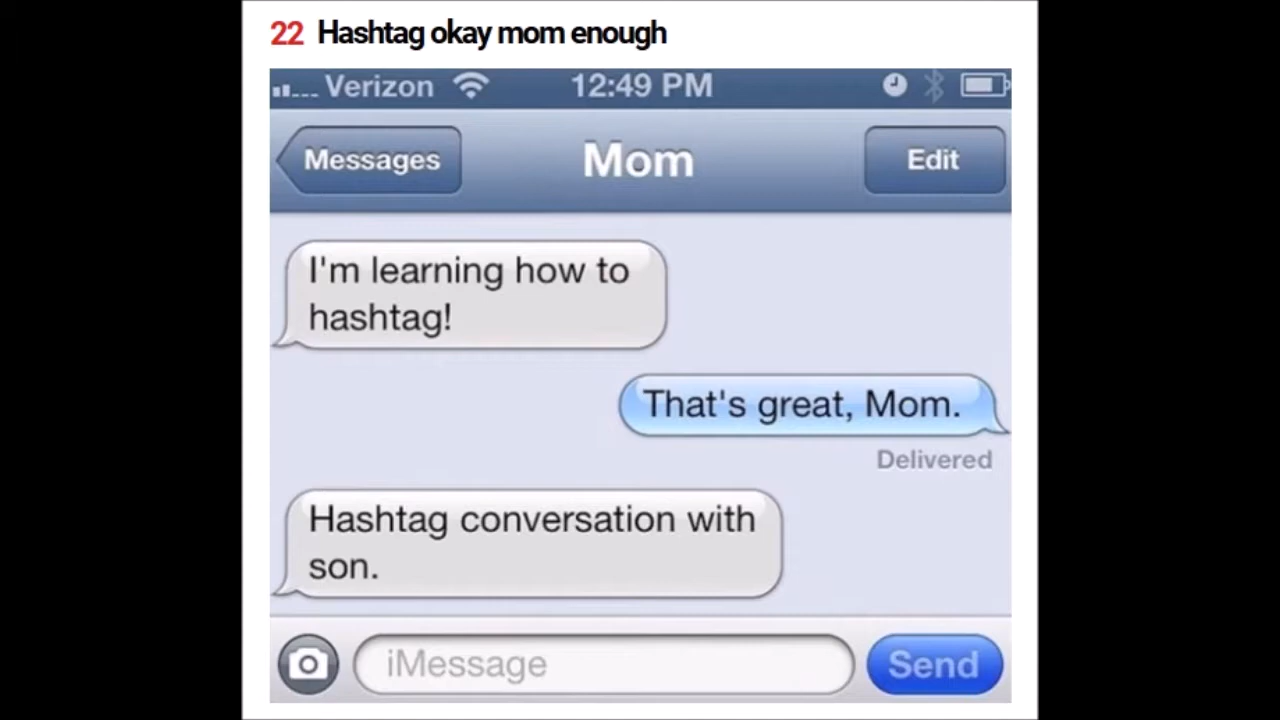 22 Hashtag okay mom enough
Verizon 12:49 PM
Messages Mom Edit
I'm learning how to
hashtag!
That's great, Mom.
Delivered
Hashtag conversation with
son.
iMessage Send